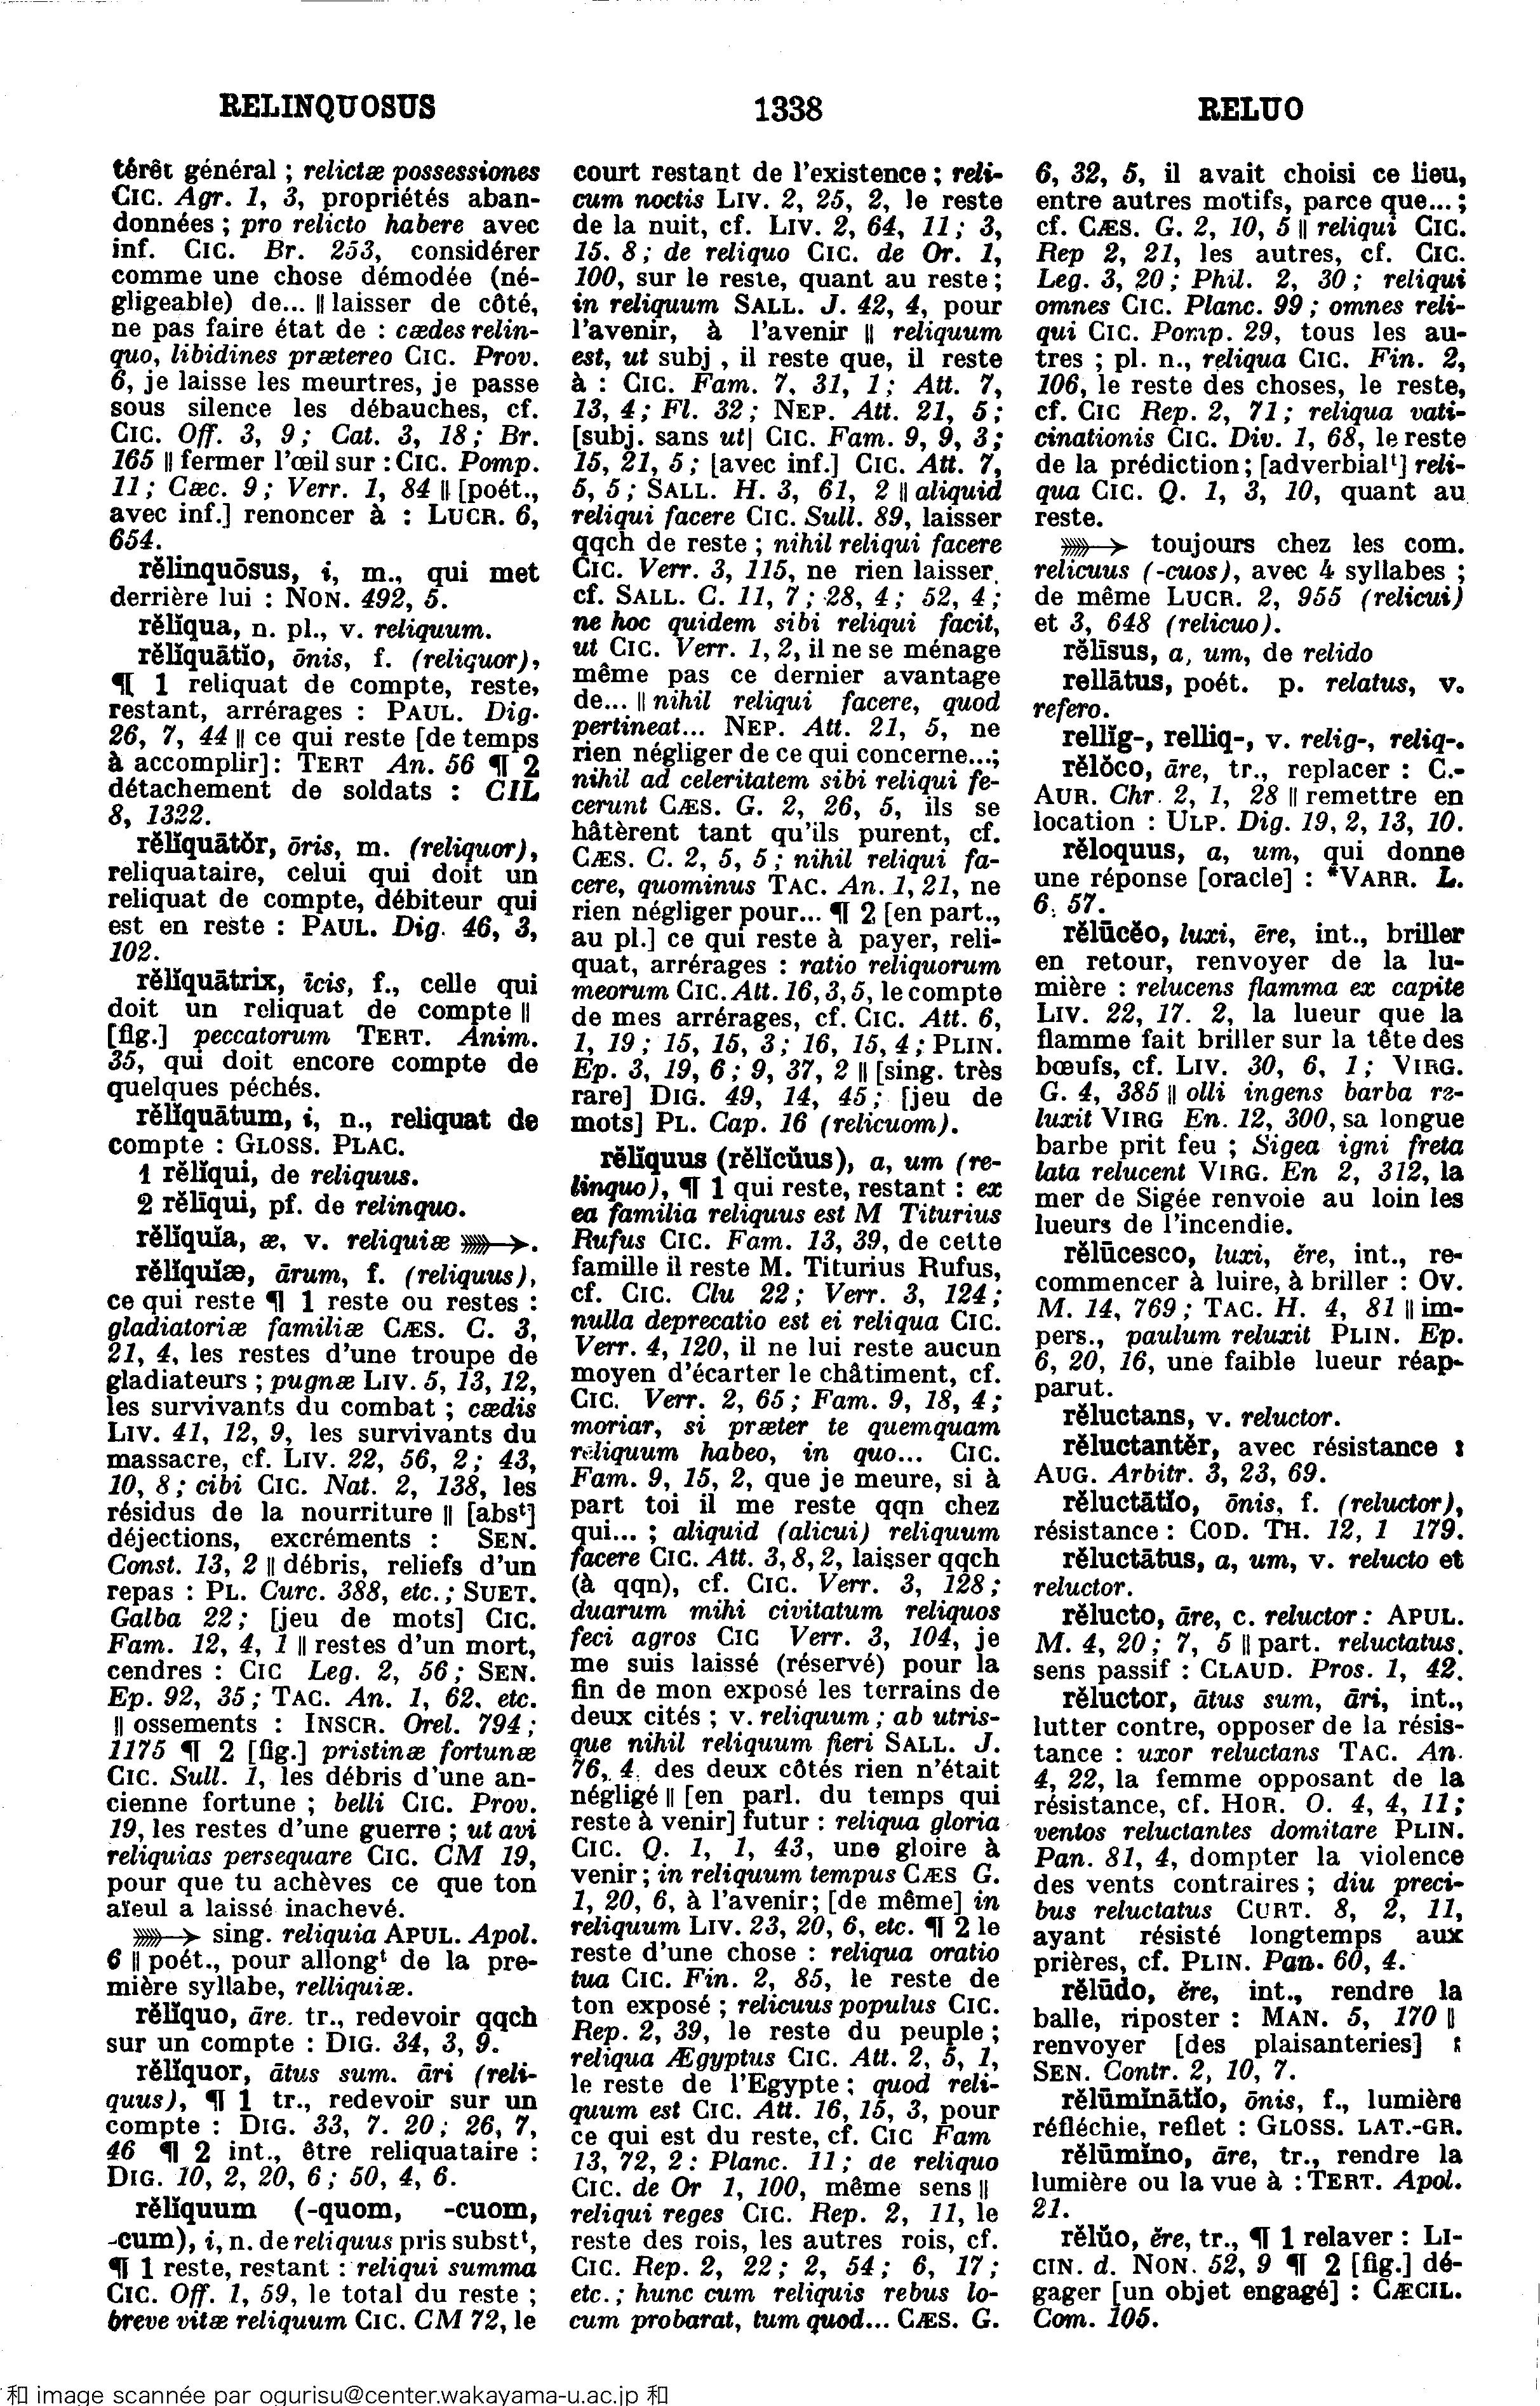 RELINQUOSUS
1338
RELUO
térêt général ; relictæ possessiones
CIC. Agr. 1, 3, propriétés aban-
données ; pro relicto habere avec
inf. CIC. Br. 253, considérer
comme une chose démodée (né-
gligeable) de... || laisser de côté,
ne pas faire état de : cædes relin-
quo, libidines prætereo CIC. Prov.
6, je laisse les meurtres, je passe
sous silence les débauches, cf.
CIC. Off. 3, 9 ; Cat. 3, 18 ; Br.
165 || fermer l'œil sur : CIC. Pomp.
11 ; Cæc. 9 ; Verr. 1, 84 || [poét.,
avec inf.] renoncer à : LUCR. 6,
654.
rĕlinquōsus, i, m., qui met
derrière lui : NON. 492, 5.
rĕlĭqua, n. pl., v. reliquum.
rĕlĭquātĭo, ōnis, f. (reliquor),
¶ 1 reliquat de compte, reste,
restant, arrérages : PAUL. Dig.
26, 7, 44 || ce qui reste [de temps
à accomplir] : TERT An. 56 ¶ 2
détachement de soldats : CIL
8, 1322.
rĕlĭquātŏr, ōris, m. (reliquor),
reliquataire, celui qui doit un
reliquat de compte, débiteur qui
est en reste : PAUL. Dig. 46, 3,
102.
rĕlĭquātrix, īcis, f., celle qui
doit un reliquat de compte ||
[fig.] peccatorum TERT. Anim.
35, qui doit encore compte de
quelques péchés.
rĕlĭquātum, i, n., reliquat de
compte : GLOSS. PLAC.
1 rĕlĭqui, de reliquus.
2 rĕlīqui, pf. de relinquo.
rĕlĭquĭa, æ, v. reliquiæ ⟶.
rĕlĭquĭæ, ārum, f. (reliquus),
ce qui reste ¶ 1 reste ou restes :
gladiatoriæ familiæ CÆS. C. 3,
21, 4, les restes d'une troupe de
gladiateurs ; pugnæ LIV. 5, 13, 12,
les survivants du combat ; cædis
LIV. 41, 12, 9, les survivants du
massacre, cf. LIV. 22, 56, 2 ; 43,
10, 8 ; cibi CIC. Nat. 2, 138, les
résidus de la nourriture || [absᵗ]
déjections, excréments : SEN.
Const. 13, 2 || débris, reliefs d'un
repas : PL. Curc. 388, etc. ; SUET.
Galba 22 ; [jeu de mots] CIC.
Fam. 12, 4, 1 || restes d'un mort,
cendres : CIC Leg. 2, 56 ; SEN.
Ep. 92, 35 ; TAC. An. 1, 62. etc.
|| ossements : INSCR. Orel. 794 ;
1175 ¶ 2 [fig.] pristinæ fortunæ
CIC. Sull. 1, les débris d'une an-
cienne fortune ; belli CIC. Prov.
19, les restes d'une guerre ; ut avi
reliquias persequare CIC. CM 19,
pour que tu achèves ce que ton
aïeul a laissé inachevé.
⟶ sing. reliquia APUL. Apol.
6 || poét., pour allongᵗ de la pre-
mière syllabe, relliquiæ.
rĕlĭquo, āre. tr., redevoir qqch
sur un compte : DIG. 34, 3, 9.
rĕlĭquor, ātus sum. āri (reli-
quus), ¶ 1 tr., redevoir sur un
compte : DIG. 33, 7. 20 ; 26, 7,
46 ¶ 2 int., être reliquataire :
DIG. 10, 2, 20, 6 ; 50, 4, 6.
rĕlĭquum (-quom, -cuom,
-cum), i, n. de reliquus pris substᵗ,
¶ 1 reste, restant : reliqui summa
CIC. Off. 1, 59, le total du reste ;
breve vitæ reliquum CIC. CM 72, le
court restant de l'existence ; reli-
cum noctis LIV. 2, 25, 2, le reste
de la nuit, cf. LIV. 2, 64, 11 ; 3,
15. 8 ; de reliquo CIC. de Or. 1,
100, sur le reste, quant au reste ;
in reliquum SALL. J. 42, 4, pour
l'avenir, à l'avenir || reliquum
est, ut subj , il reste que, il reste
à : CIC. Fam. 7, 31, 1 ; Att. 7,
13, 4 ; Fl. 32 ; NEP. Att. 21, 5 ;
[subj. sans ut] CIC. Fam. 9, 9, 3 ;
15, 21, 5 ; [avec inf.] CIC. Att. 7,
5, 5 ; SALL. H. 3, 61, 2 || aliquid
reliqui facere CIC. Sull. 89, laisser
qqch de reste ; nihil reliqui facere
CIC. Verr. 3, 115, ne rien laisser,
cf. SALL. C. 11, 7 ; 28, 4 ; 52, 4 ;
ne hoc quidem sibi reliqui facit,
ut CIC. Verr. 1, 2, il ne se ménage
même pas ce dernier avantage
de... || nihil reliqui facere, quod
pertineat... NEP. Att. 21, 5, ne
rien négliger de ce qui concerne...;
nihil ad celeritatem sibi reliqui fe-
cerunt CÆS. G. 2, 26, 5, ils se
hâtèrent tant qu'ils purent, cf.
CÆS. C. 2, 5, 5 ; nihil reliqui fa-
cere, quominus TAC. An. 1, 21, ne
rien négliger pour... ¶ 2 [en part.,
au pl.] ce qui reste à payer, reli-
quat, arrérages : ratio reliquorum
meorum CIC. Att. 16, 3, 5, le compte
de mes arrérages, cf. CIC. Att. 6,
1, 19 ; 15, 15, 3 ; 16, 15, 4 ; PLIN.
Ep. 3, 19, 6 ; 9, 37, 2 || [sing. très
rare] DIG. 49, 14, 45 ; [jeu de
mots] PL. Cap. 16 (relicuom).
rĕlĭquus (rĕlĭcŭus), a, um (re-
linquo), ¶ 1 qui reste, restant : ex
ea familia reliquus est M Titurius
Rufus CIC. Fam. 13, 39, de cette
famille il reste M. Titurius Rufus,
cf. CIC. Clu 22 ; Verr. 3, 124 ;
nulla deprecatio est ei reliqua CIC.
Verr. 4, 120, il ne lui reste aucun
moyen d'écarter le châtiment, cf.
CIC. Verr. 2, 65 ; Fam. 9, 18, 4 ;
moriar, si præter te quemquam
reliquum habeo, in quo... CIC.
Fam. 9, 15, 2, que je meure, si à
part toi il me reste qqn chez
qui... ; aliquid (alicui) reliquum
facere CIC. Att. 3, 8, 2, laisser qqch
(à qqn), cf. CIC. Verr. 3, 128 ;
duarum mihi civitatum reliquos
feci agros CIC Verr. 3, 104, je
me suis laissé (réservé) pour la
fin de mon exposé les terrains de
deux cités ; v. reliquum ; ab utris-
que nihil reliquum fieri SALL. J.
76, 4. des deux côtés rien n'était
négligé || [en parl. du temps qui
reste à venir] futur : reliqua gloria
CIC. Q. 1, 1, 43, une gloire à
venir ; in reliquum tempus CÆS G.
1, 20, 6, à l'avenir ; [de même] in
reliquum LIV. 23, 20, 6, etc. ¶ 2 le
reste d'une chose : reliqua oratio
tua CIC. Fin. 2, 85, le reste de
ton exposé ; relicuus populus CIC.
Rep. 2, 39, le reste du peuple ;
reliqua Ægyptus CIC. Att. 2, 5, 1,
le reste de l'Egypte ; quod reli-
quum est CIC. Att. 16, 15, 3, pour
ce qui est du reste, cf. CIC Fam
13, 72, 2 : Planc. 11 ; de reliquo
CIC. de Or 1, 100, même sens ||
reliqui reges CIC. Rep. 2, 11, le
reste des rois, les autres rois, cf.
CIC. Rep. 2, 22 ; 2, 54 ; 6, 17 ;
etc. ; hunc cum reliquis rebus lo-
cum probarat, tum quod... CÆS. G.
6, 32, 5, il avait choisi ce lieu,
entre autres motifs, parce que... ;
cf. CÆS. G. 2, 10, 5 || reliqui CIC.
Rep 2, 21, les autres, cf. CIC.
Leg. 3, 20 ; Phil. 2, 30 ; reliqui
omnes CIC. Planc. 99 ; omnes reli-
qui CIC. Pomp. 29, tous les au-
tres ; pl. n., reliqua CIC. Fin. 2,
106, le reste des choses, le reste,
cf. CIC Rep. 2, 71 ; reliqua vati-
cinationis CIC. Div. 1, 68, le reste
de la prédiction ; [adverbialᵗ] reli-
qua CIC. Q. 1, 3, 10, quant au
reste.
⟶ toujours chez les com.
relicuus (-cuos), avec 4 syllabes ;
de même LUCR. 2, 955 (relicui)
et 3, 648 (relicuo).
rĕlīsus, a, um, de relido
rellātus, poét. p. relatus, v.
refero.
rellĭg-, relliq-, v. relig-, reliq-.
rĕlŏco, āre, tr., replacer : C.-
AUR. Chr. 2, 1, 28 || remettre en
location : ULP. Dig. 19, 2, 13, 10.
rĕloquus, a, um, qui donne
une réponse [oracle] : *VARR. L.
6, 57.
rĕlūcĕo, luxi, ēre, int., briller
en retour, renvoyer de la lu-
mière : relucens flamma ex capite
LIV. 22, 17. 2, la lueur que la
flamme fait briller sur la tête des
bœufs, cf. LIV. 30, 6, 1 ; VIRG.
G. 4, 385 || olli ingens barba re-
luxit VIRG En. 12, 300, sa longue
barbe prit feu ; Sigea igni freta
lata relucent VIRG. En 2, 312, la
mer de Sigée renvoie au loin les
lueurs de l'incendie.
rĕlūcesco, luxi, ĕre, int., re-
commencer à luire, à briller : OV.
M. 14, 769 ; TAC. H. 4, 81 || im-
pers., paulum reluxit PLIN. Ep.
6, 20, 16, une faible lueur réap-
parut.
rĕluctans, v. reluctor.
rĕluctantĕr, avec résistance :
AUG. Arbitr. 3, 23, 69.
rĕluctātĭo, ōnis, f. (reluctor),
résistance : COD. TH. 12, 1 179.
rĕluctātus, a, um, v. relucto et
reluctor.
rĕlucto, āre, c. reluctor : APUL.
M. 4, 20 ; 7, 5 || part. reluctatus.
sens passif : CLAUD. Pros. 1, 42.
rĕluctor, ātus sum, āri, int.,
lutter contre, opposer de la résis-
tance : uxor reluctans TAC. An.
4, 22, la femme opposant de la
résistance, cf. HOR. O. 4, 4, 11 ;
ventos reluctantes domitare PLIN.
Pan. 81, 4, dompter la violence
des vents contraires ; diu preci-
bus reluctatus CURT. 8, 2, 11,
ayant résisté longtemps aux
prières, cf. PLIN. Pan. 60, 4.
rĕlūdo, ĕre, int., rendre la
balle, riposter : MAN. 5, 170 ||
renvoyer [des plaisanteries] :
SEN. Contr. 2, 10, 7.
rĕlūmĭnātĭo, ōnis, f., lumière
réfléchie, reflet : GLOSS. LAT.-GR.
rĕlūmĭno, āre, tr., rendre la
lumière ou la vue à : TERT. Apol.
21.
rĕlŭo, ĕre, tr., ¶ 1 relaver : LI-
CIN. d. NON. 52, 9 ¶ 2 [fig.] dé-
gager [un objet engagé] : CÆCIL.
Com. 105.
和 image scannée par ogurisu@center.wakayama-u.ac.jp 和